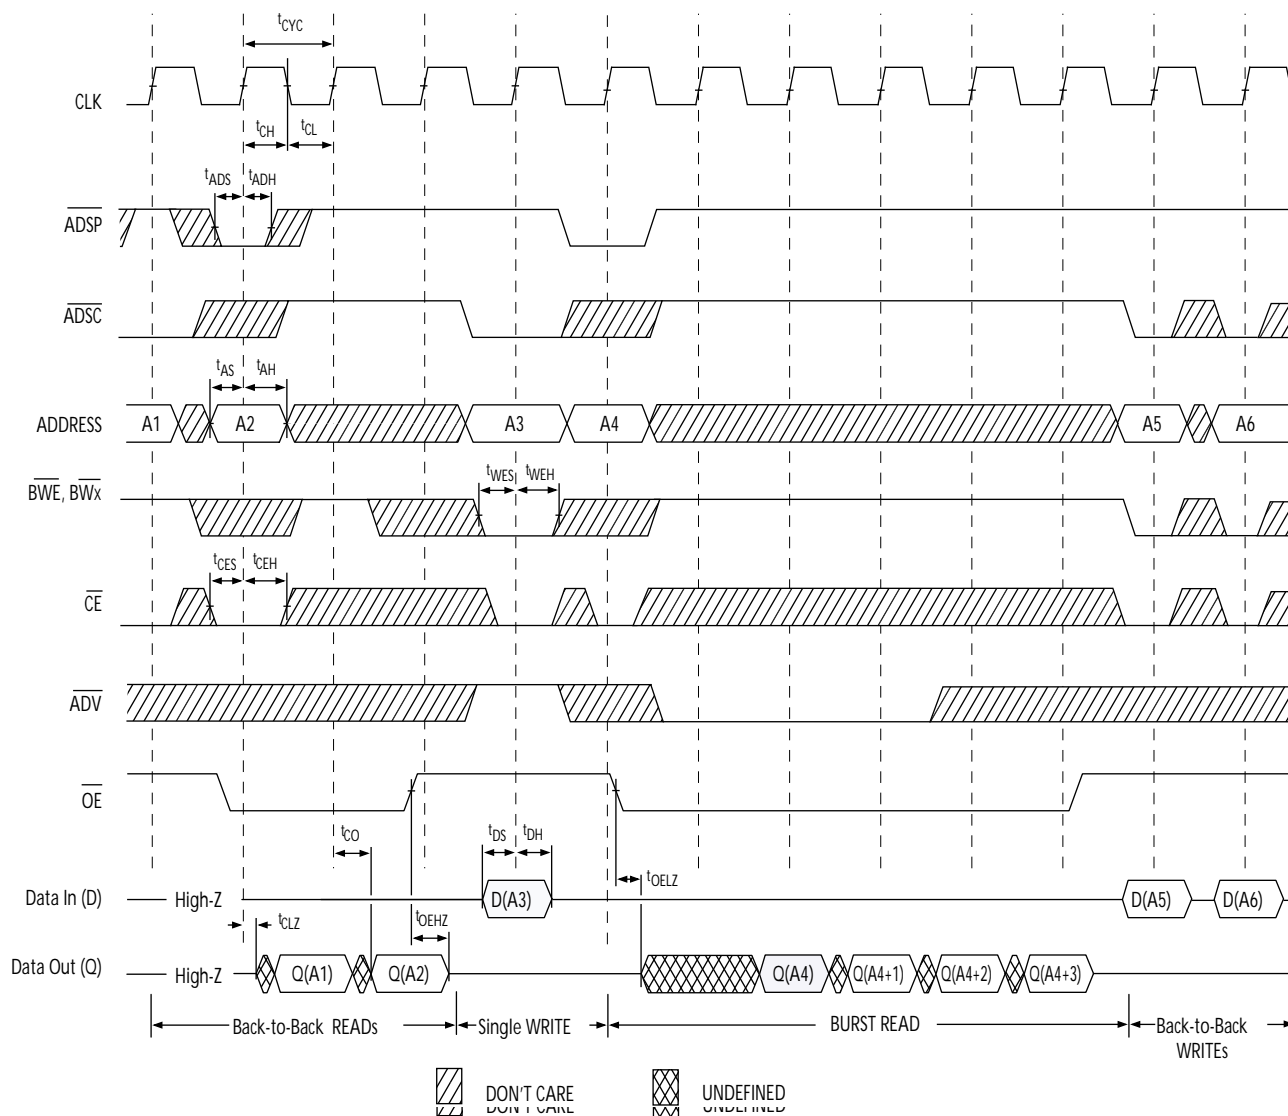 tCYC
CLK
tCH
tCL
tADS
tADH
ADSP
ADSC
tAS
tAH
ADDRESS
A1
A2
A3
A4
A5
A6
tWES
tWEH
BWE, BWx
tCES
tCEH
CE
ADV
OE
tCO
tDS
tDH
tOELZ
Data In (D)
High-Z
D(A3)
D(A5)
D(A6)
tCLZ
tOEHZ
Data Out (Q)
High-Z
Q(A1)
Q(A2)
Q(A4)
Q(A4+1)
Q(A4+2)
Q(A4+3)
Back-to-Back READs
Single WRITE
BURST READ
Back-to-Back
WRITEs
DON'T CARE
UNDEFINED
DON'T CARE
UNDEFINED